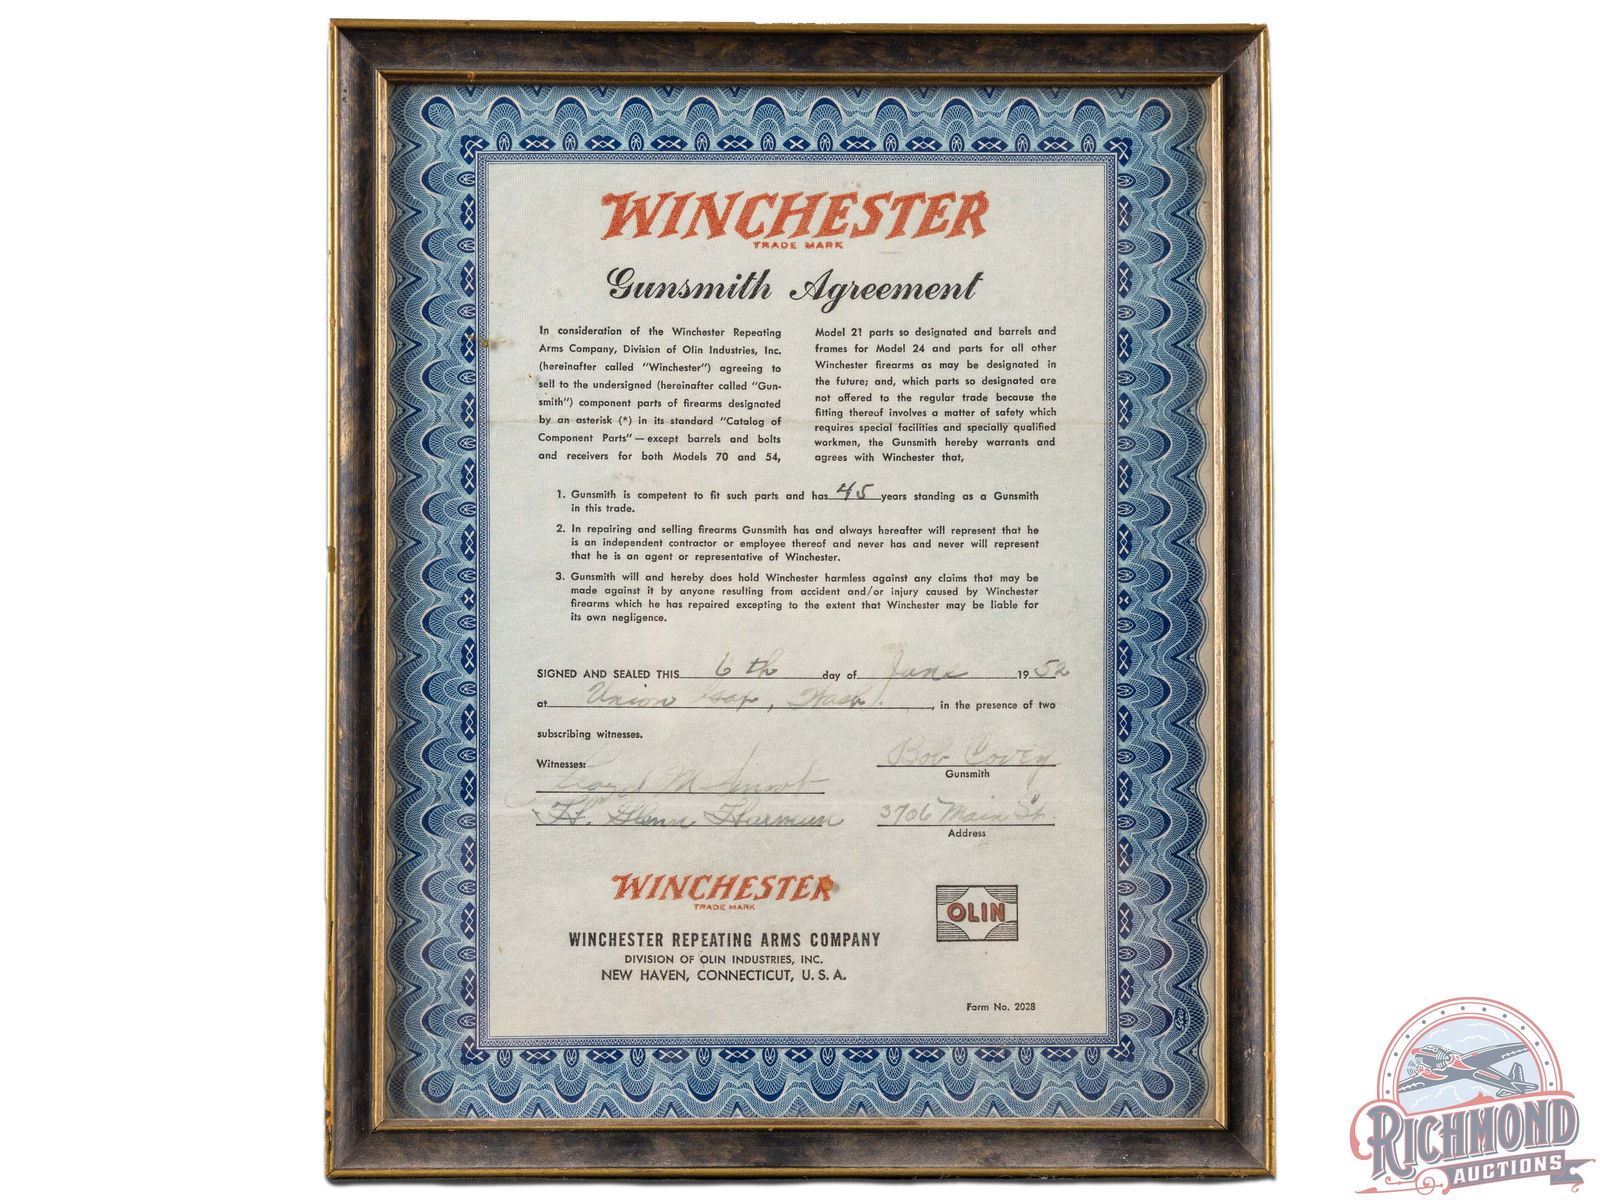 WINCHESTER
TRADE MARK
Gunsmith Agreement
In consideration of the Winchester Repeating
Arms Company, Division of Olin Industries, Inc.
(hereinafter called "Winchester") agreeing to
sell to the undersigned (hereinafter called "Gun-
smith") component parts of firearms designated
by an asterisk (*) in its standard "Catalog of
Component Parts"—except barrels and bolts
and receivers for both Models 70 and 54,
Model 21 parts so designated and barrels and
frames for Model 24 and parts for all other
Winchester firearms as may be designated in
the future; and, which parts so designated are
not offered to the regular trade because the
fitting thereof involves a matter of safety which
requires special facilities and specially qualified
workmen, the Gunsmith hereby warrants and
agrees with Winchester that,
1. Gunsmith is competent to fit such parts and has 45 years standing as a Gunsmith
in this trade.
2. In repairing and selling firearms Gunsmith has and always hereafter will represent that he
is an independent contractor or employee thereof and never has and never will represent
that he is an agent or representative of Winchester.
3. Gunsmith will and hereby does hold Winchester harmless against any claims that may be
made against it by anyone resulting from accident and/or injury caused by Winchester
firearms which he has repaired excepting to the extent that Winchester may be liable for
its own negligence.
SIGNED AND SEALED THIS 6th day of June 1952
at Union Gap, Wash., in the presence of two
subscribing witnesses.
Bob Covey
Gunsmith
Witnesses:
Lloyd M Smoot
Glenn Harmun
3706 Main St
Address
WINCHESTER
TRADE MARK
OLIN
WINCHESTER REPEATING ARMS COMPANY
DIVISION OF OLIN INDUSTRIES, INC.
NEW HAVEN, CONNECTICUT, U. S. A.
Form No. 2028
RICHMOND
AUCTIONS